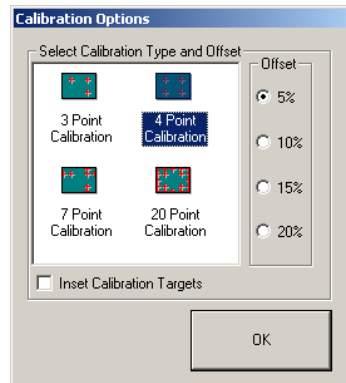 Calibration Options
Select Calibration Type and Offset
Offset
3 Point
Calibration
4 Point
Calibration
5%
10%
7 Point
Calibration
20 Point
Calibration
15%
20%
Inset Calibration Targets
OK